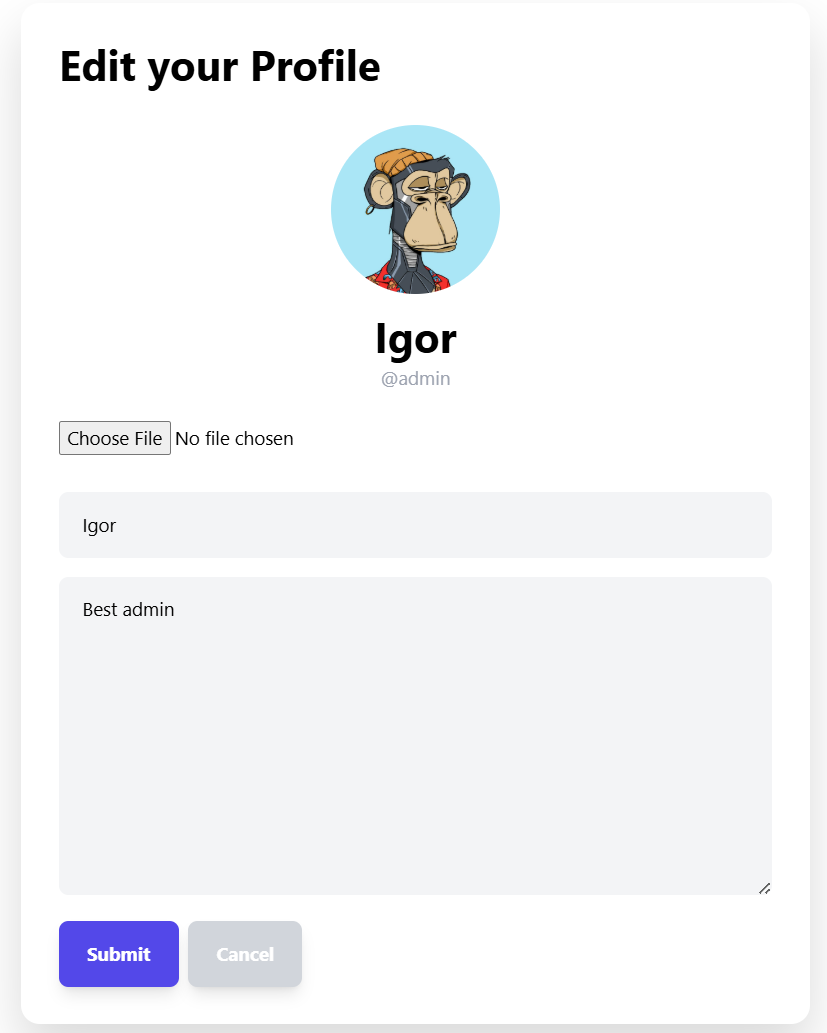 Edit your Profile
Igor
@admin
Choose File No file chosen
Igor
Best admin
Submit Cancel